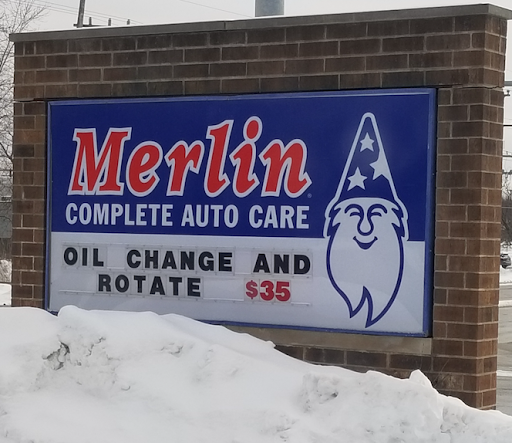 Merlin
COMPLETE AUTO CARE
OIL CHANGE AND
ROTATE $35